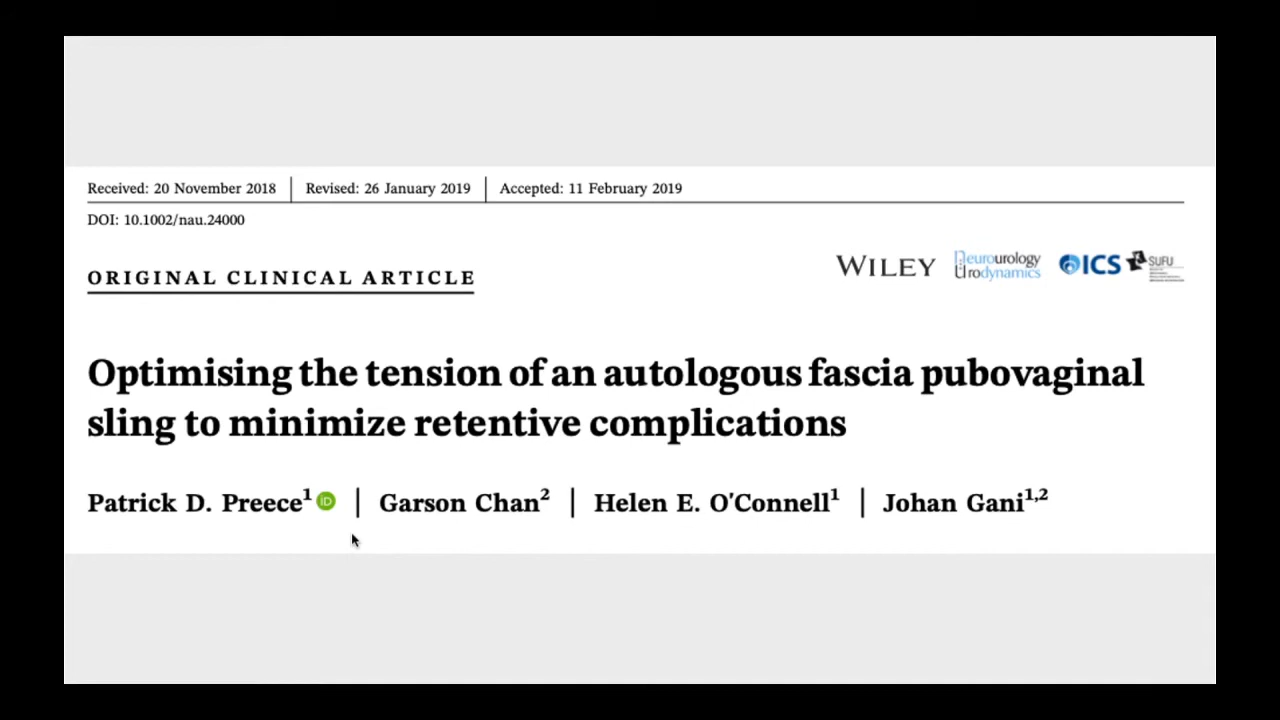 Received: 20 November 2018 | Revised: 26 January 2019 | Accepted: 11 February 2019
DOI: 10.1002/nau.24000
ORIGINAL CLINICAL ARTICLE
WILEY Neurourology Urodynamics ICS SUFU
Optimising the tension of an autologous fascia pubovaginal
sling to minimize retentive complications
Patrick D. Preece1 iD | Garson Chan2 | Helen E. O'Connell1 | Johan Gani1,2